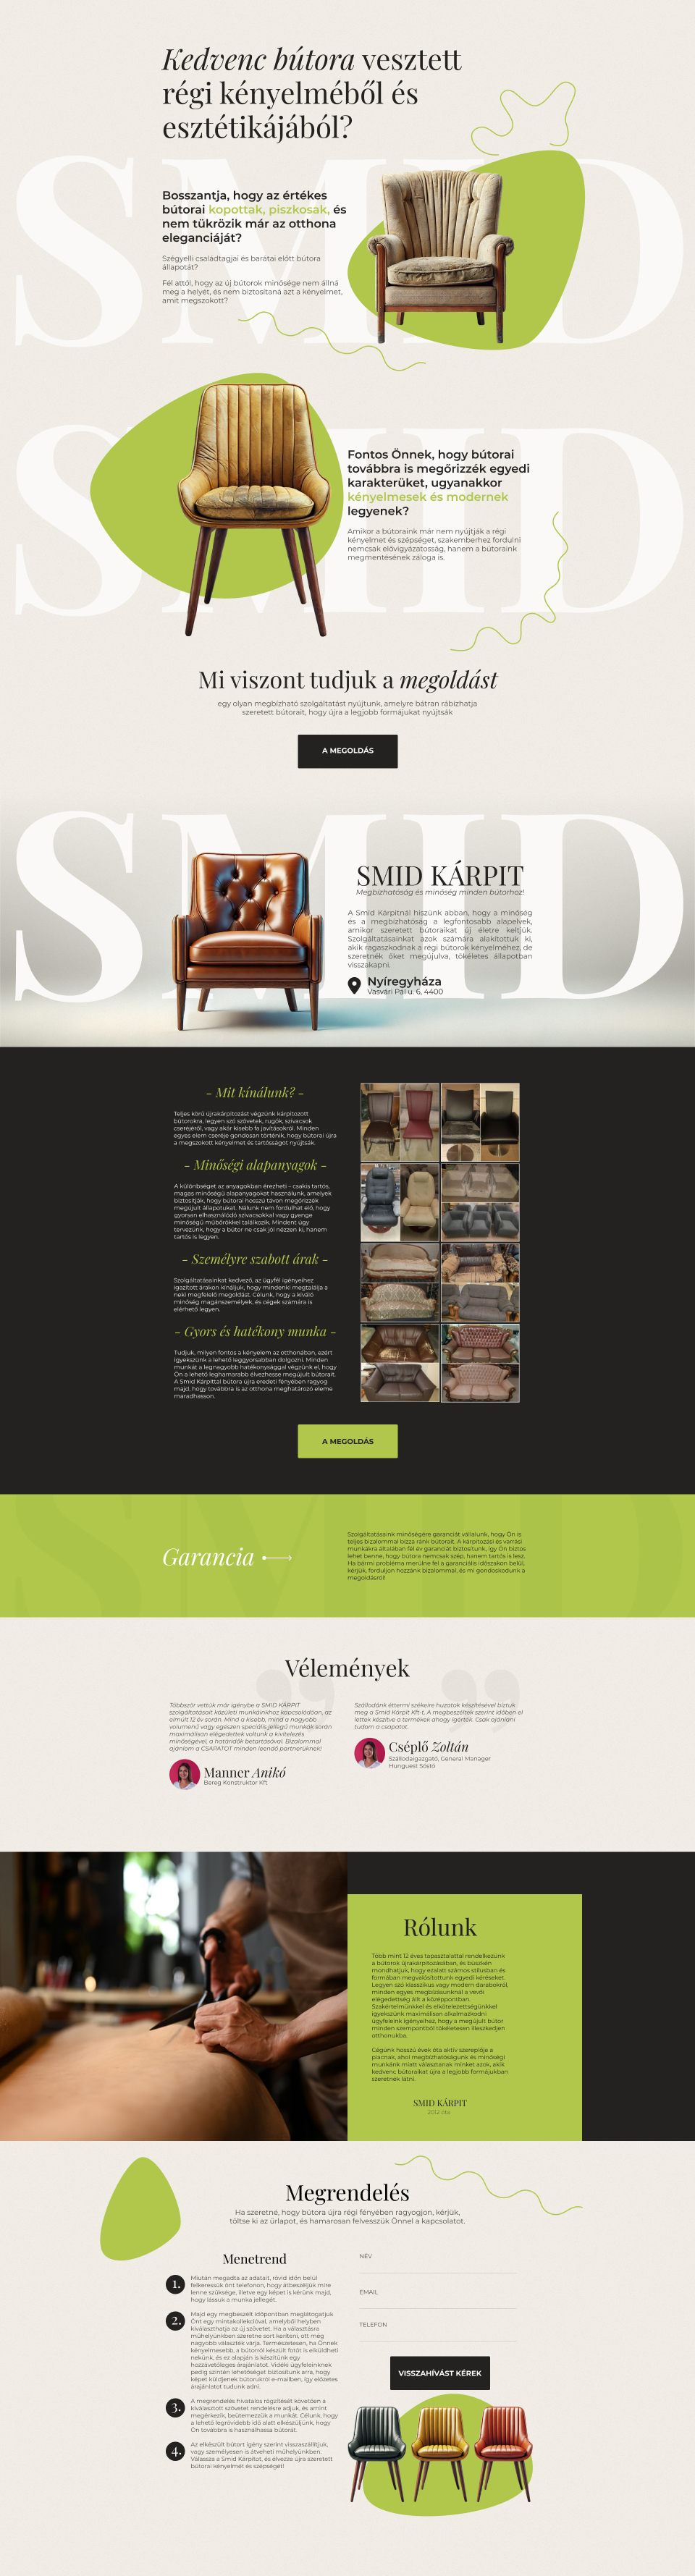 Kedvenc bútora vesztett
régi kényelméből és
esztétikájából?
SMID
Bosszantja, hogy az értékes
bútorai kopottak, piszkosak, és
nem tükrözik már az otthona
eleganciáját?
Szégyelli családtagjai és barátai előtt bútora
állapotát?
Fél attól, hogy az új bútorok minősége nem állná
meg a helyét, és nem biztosítaná azt a kényelmet,
amit megszokott?
SMID
Fontos Önnek, hogy bútorai
továbbra is megőrizzék egyedi
karakterüket, ugyanakkor
kényelmesek és modernek
legyenek?
Amikor a bútoraink már nem nyújtják a régi
kényelmet és szépséget, szakemberhez fordulni
nemcsak elővigyázatosság, hanem a bútoraink
megmentésének záloga is.
Mi viszont tudjuk a megoldást
egy olyan megbízható szolgáltatást nyújtunk, amelyre bátran rábízhatja
szeretett bútorait, hogy újra a legjobb formájukat nyújtsák
A MEGOLDÁS
SMID
SMID KÁRPIT
Megbízhatóság és minőség minden bútorhoz!
A Smid Kárpitnál hiszünk abban, hogy a minőség
és a megbízhatóság a legfontosabb alapelvek,
amikor szeretett bútoraikat új életre keltjük.
Szolgáltatásainkat azok számára alakítottuk ki,
akik ragaszkodnak a régi bútorok kényelméhez, de
szeretnék őket megújulva, tökéletes állapotban
visszakapni.
Nyíregyháza
Vasvári Pál u. 6, 4400
- Mit kínálunk? -
Teljes körű újrakárpitozást végzünk kárpitozott
bútorokra, legyen szó szövetek, rugók, szivacsok
cseréjéről, vagy akár kisebb fa javításokról. Minden
egyes elem cseréje gondosan történik, hogy bútorai újra
a megszokott kényelmet és tartósságot nyújtsák.
- Minőségi alapanyagok -
A különbséget az anyagokban érezheti – csakis tartós,
magas minőségű alapanyagokat használunk, amelyek
biztosítják, hogy bútorai hosszú távon megőrizzék
megújult állapotukat. Nálunk nem fordulhat elő, hogy
gyorsan elhasználódó szivacsokkal vagy gyenge
minőségű műbőrökkel találkozik. Mindent úgy
tervezünk, hogy a bútor ne csak jól nézzen ki, hanem
tartós is legyen.
- Személyre szabott árak -
Szolgáltatásainkat kedvező, az ügyfél igényeihez
igazított árakon kínáljuk, hogy mindenki megtalálja a
neki megfelelő megoldást. Célunk, hogy a kiváló
minőség magánszemélyek, és cégek számára is
elérhető legyen.
- Gyors és hatékony munka -
Tudjuk, milyen fontos a kényelem az otthonában, ezért
igyekszünk a lehető leggyorsabban dolgozni. Minden
munkát a legnagyobb hatékonysággal végzünk el, hogy
Ön a lehető leghamarabb élvezhesse megújult bútorait.
A Smid Kárpittal bútora újra eredeti fényében ragyog
majd, hogy továbbra is az otthona meghatározó eleme
maradhasson.
A MEGOLDÁS
SMID
Garancia
Szolgáltatásaink minőségére garanciát vállalunk, hogy Ön is
teljes bizalommal bízza ránk bútorait. A kárpitozási és varrási
munkákra általában fél év garanciát biztosítunk, így Ön biztos
lehet benne, hogy bútora nemcsak szép, hanem tartós is lesz.
Ha bármi probléma merülne fel a garanciális időszakon belül,
kérjük, forduljon hozzánk bizalommal, és mi gondoskodunk a
megoldásról!
Vélemények
Többször vettük már igénybe a SMID KÁRPIT
szolgáltatásait közületi munkáinkhoz kapcsolódóan, az
elmúlt 12 év során. Mind a kisebb, mind a nagyobb
volumenű vagy egészen speciális jellegű munkák során
maximálisan elégedettek voltunk a kivitelezés
minőségével, a határidők betartásával. Bizalommal
ajánlom a CSAPATOT minden leendő partnerüknek!
Manner Anikó
Bereg Konstruktor Kft
Szállodánk éttermi székeire huzatok készítésével bíztuk
meg a Smid Kárpit Kft-t. A megbeszéltek szerint időben el
lettek készítve a termékek ahogy ígérték. Csak ajánlani
tudom a csapatot.
Cséplő Zoltán
Szállodaigazgató, General Manager
Hunguest Sóstó
Rólunk
Több mint 12 éves tapasztalattal rendelkezünk
a bútorok újrakárpitozásában, és büszkén
mondhatjuk, hogy ezalatt számos stílusban és
formában megvalósítottunk egyedi kéréseket.
Legyen szó klasszikus vagy modern darabokról,
minden egyes megbízásunknál a vevői
elégedettség állt a középpontban.
Szakértelmünkkel és elkötelezettségünkkel
igyekszünk maximálisan alkalmazkodni
ügyfeleink igényeihez, hogy a megújult bútor
minden szempontból tökéletesen illeszkedjen
otthonukba.
Cégünk hosszú évek óta aktív szereplője a
piacnak, ahol megbízhatóságunk és minőségi
munkánk miatt választanak minket azok, akik
kedvenc bútoraikat újra a legjobb formájukban
szeretnék látni.
SMID KÁRPIT
2012 óta.
Megrendelés
Ha szeretné, hogy bútora újra régi fényében ragyogjon, kérjük,
töltse ki az űrlapot, és hamarosan felvesszük Önnel a kapcsolatot.
Menetrend
1. Miután megadta az adatait, rövid időn belül
felkeressük önt telefonon, hogy átbeszéljük mire
lenne szüksége, illetve egy képet is kérünk majd,
hogy lássuk a munka jellegét.
2. Majd egy megbeszélt időpontban meglátogatjuk
Önt egy mintakollekcióval, amelyből helyben
kiválaszthatja az új szövetet. Ha a választásra
műhelyünkben szeretne sort keríteni, ott még
nagyobb választék várja. Természetesen, ha Önnek
kényelmesebb, a bútorról készült fotót is elküldheti
nekünk, és ez alapján is készítünk egy
hozzávetőleges árajánlatot. Vidéki ügyfeleinknek
pedig szintén lehetőséget biztosítunk arra, hogy
képet küldjenek bútorukról e-mailben, így előzetes
árajánlatot tudunk adni.
3. A megrendelés hivatalos rögzítését követően a
kiválasztott szövetet rendelésre adjuk, és amint
megérkezik, beütemezzük a munkát. Célunk, hogy
a lehető legrövidebb idő alatt elkészüljünk, hogy
Ön továbbra is használhassa bútorát.
4. Az elkészült bútort igény szerint visszaszállítjuk,
vagy személyesen is átveheti műhelyünkben.
Válassza a Smid Kárpitot, és élvezze újra szeretett
bútorai kényelmét és szépségét!
NÉV
EMAIL
TELEFON
VISSZAHÍVÁST KÉREK